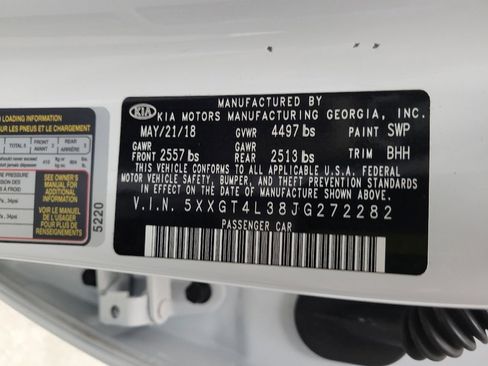 LOADING INFORMATION
SUR LES PNEUS ET LE CHARGEMENT
TOTAL 5 FRONT AVANT 2 REAR ARRIÈRE 3
SEE OWNER'S
MANUAL FOR
ADDITIONAL
INFORMATION
VOIR LE MANUEL
DE L'USAGER
POUR PLUS DE
RENSEIGNEMENTS
5220
KIA
MANUFACTURED BY
KIA MOTORS MANUFACTURING GEORGIA, INC.
MAY/21/18 GVWR 4497 lbs PAINT SWP
GAWR GAWR
FRONT 2557 lbs REAR 2513 lbs TRIM BHH
THIS VEHICLE CONFORMS TO ALL APPLICABLE U.S.A. FEDERAL
MOTOR VEHICLE SAFETY, BUMPER, AND THEFT PREVENTION
STANDARDS IN EFFECT ON THE DATE OF MANUFACTURE SHOWN ABOVE.
V.I.N. 5XXGT4L38JG272282
PASSENGER CAR